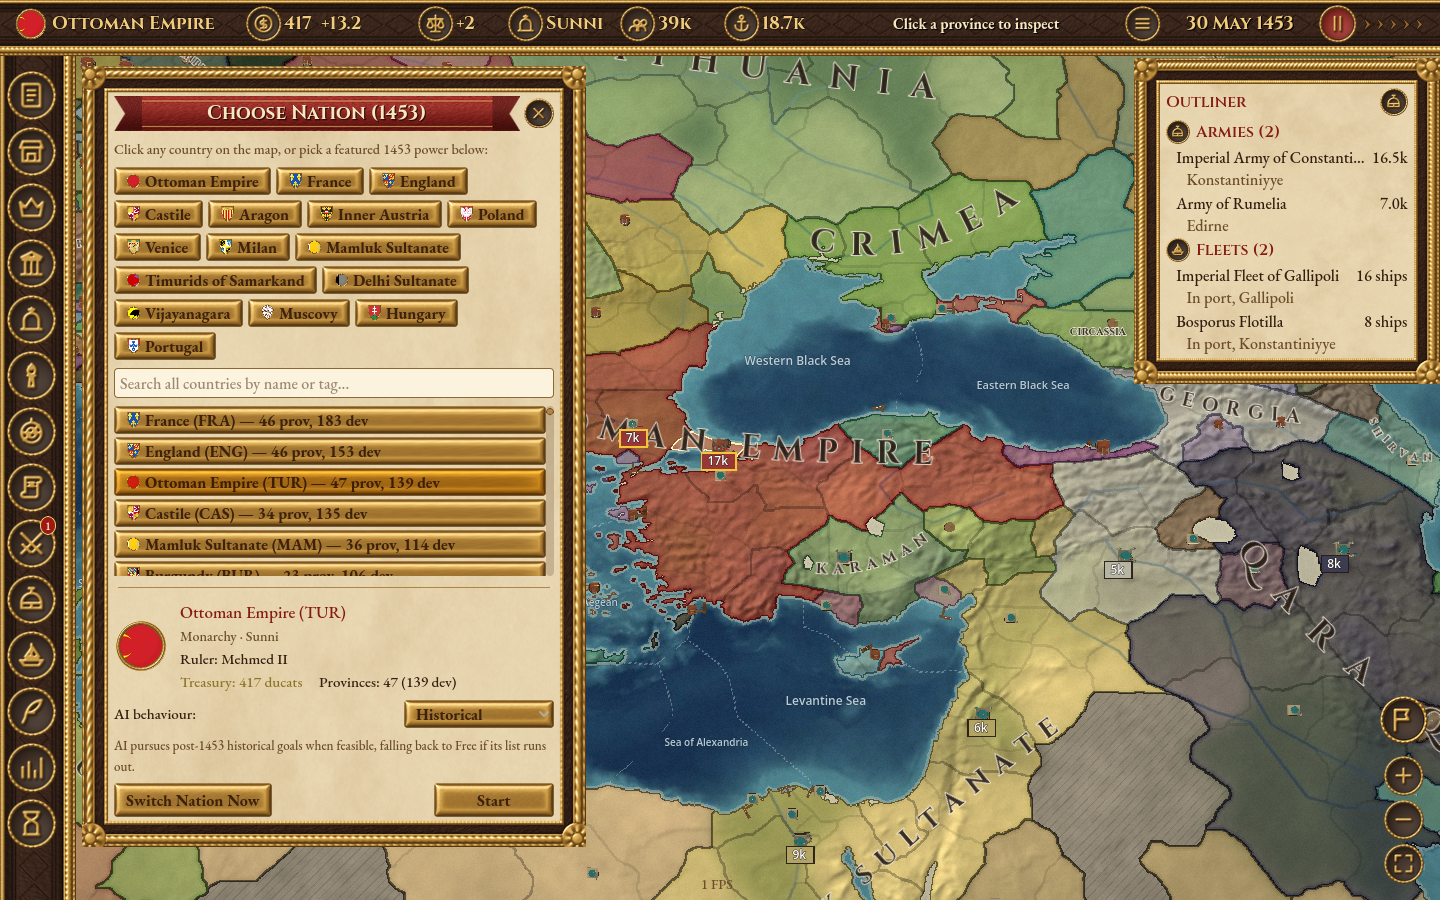 OTTOMAN EMPIRE 417 +13.2 +2 SUNNI 39K 18.7K Click a province to inspect 30 MAY 1453
CHOOSE NATION (1453)
Click any country on the map, or pick a featured 1453 power below:
Ottoman Empire France England
Castile Aragon Inner Austria Poland
Venice Milan Mamluk Sultanate
Timurids of Samarkand Delhi Sultanate
Vijayanagara Muscovy Hungary
Portugal
Search all countries by name or tag...
France (FRA) — 46 prov, 183 dev
England (ENG) — 46 prov, 153 dev
Ottoman Empire (TUR) — 47 prov, 139 dev
Castile (CAS) — 34 prov, 135 dev
Mamluk Sultanate (MAM) — 36 prov, 114 dev
Burgundy (BUR) — 23 prov, 106 dev
Ottoman Empire (TUR)
Monarchy · Sunni
Ruler: Mehmed II
Treasury: 417 ducats Provinces: 47 (139 dev)
AI behaviour: Historical
AI pursues post-1453 historical goals when feasible, falling back to Free if its list runs
out.
Switch Nation Now Start
1
OUTLINER
ARMIES (2)
Imperial Army of Constanti... 16.5k
Konstantiniyye
Army of Rumelia 7.0k
Edirne
FLEETS (2)
Imperial Fleet of Gallipoli 16 ships
In port, Gallipoli
Bosporus Flotilla 8 ships
In port, Konstantiniyye
THUANIA
CRIMEA
CIRCASSIA
Western Black Sea
Eastern Black Sea
GEORGIA
SHIRVAN
MAN EMPIRE
7k
17k
KARAMAN
5k
8k
QARA
Aegean
Levantine Sea
Sea of Alexandria
6k
SULTANATE
9k
1 FPS